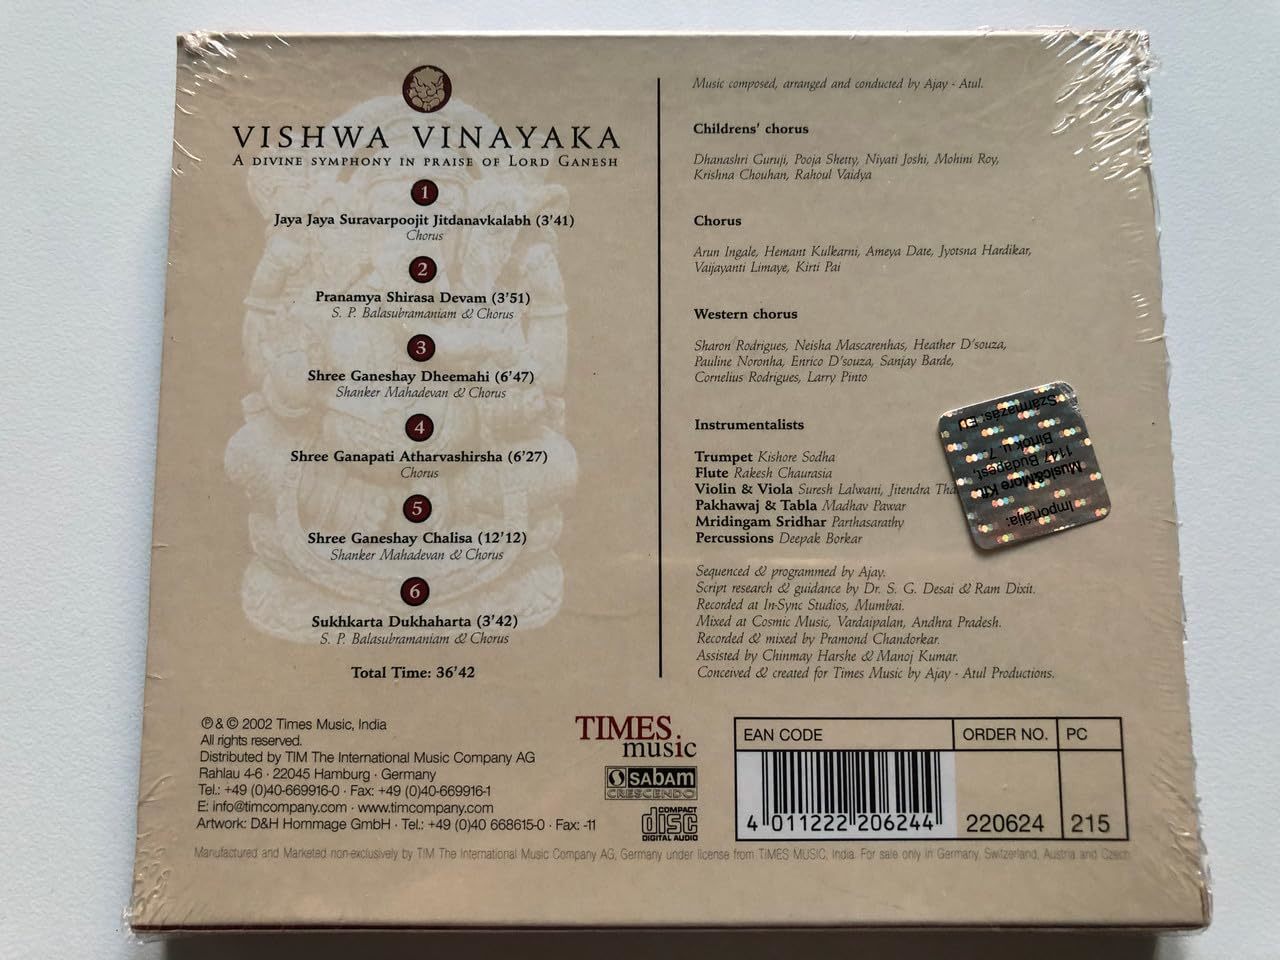 VISHWA VINAYAKA
A DIVINE SYMPHONY IN PRAISE OF LORD GANESH
1
Jaya Jaya Suravarpoojit Jitdanavkalabh (3'41)
Chorus
2
Pranamya Shirasa Devam (3'51)
S. P. Balasubramaniam & Chorus
3
Shree Ganeshay Dheemahi (6'47)
Shanker Mahadevan & Chorus
4
Shree Ganapati Atharvashirsha (6'27)
Chorus
5
Shree Ganeshay Chalisa (12'12)
Shanker Mahadevan & Chorus
6
Sukhkarta Dukhaharta (3'42)
S. P. Balasubramaniam & Chorus
Total Time: 36'42
Music composed, arranged and conducted by Ajay - Atul.
Childrens' chorus
Dhanashri Guruji, Pooja Shetty, Niyati Joshi, Mohini Roy,
Krishna Chouhan, Rahoul Vaidya
Chorus
Arun Ingale, Hemant Kulkarni, Ameya Date, Jyotsna Hardikar,
Vaijayanti Limaye, Kirti Pai
Western chorus
Sharon Rodrigues, Neisha Mascarenhas, Heather D'souza,
Pauline Noronha, Enrico D'souza, Sanjay Barde,
Cornelius Rodrigues, Larry Pinto
Instrumentalists
Trumpet Kishore Sodha
Flute Rakesh Chaurasia
Violin & Viola Suresh Lalwani, Jitendra
Pakhawaj & Tabla Madhav Pawar
Mridingam Sridhar Parthasarathy
Percussions Deepak Borkar
Sequenced & programmed by Ajay.
Script research & guidance by Dr. S. G. Desai & Ram Dixit.
Recorded at In-Sync Studios, Mumbai.
Mixed at Cosmic Music, Vardaipalan, Andhra Pradesh.
Recorded & mixed by Pramond Chandorkar.
Assisted by Chinmay Harshe & Manoj Kumar.
Conceived & created for Times Music by Ajay - Atul Productions.
Importálja:
Music&More Kft
1147 Budapest,
Bírtok u. 7
Származás: EU
℗ & © 2002 Times Music, India
All rights reserved.
Distributed by TIM The International Music Company AG
Rahlau 4-6 · 22045 Hamburg · Germany
Tel.: +49 (0)40-669916-0 · Fax: +49 (0)40-669916-1
E: info@timcompany.com · www.timcompany.com
Artwork: D&H Hommage GmbH · Tel.: +49 (0)40 668615-0 · Fax: -11
TIMES
music
SABAM
CRESCENDO
COMPACT
disc
DIGITAL AUDIO
EAN CODE
ORDER NO.
PC
4 011222 206244
220624
215
Manufactured and Marketed non-exclusively by TIM The International Music Company AG, Germany under license from TIMES MUSIC, India. For sale only in Germany, Switzerland, Austria and Czech